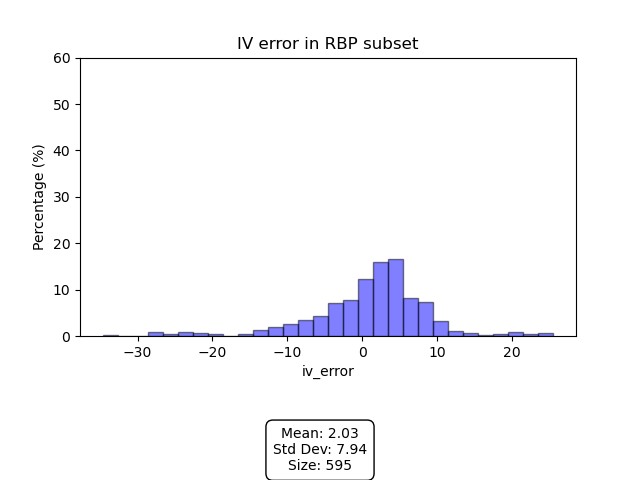 IV error in RBP subset
60
50
40
30
20
10
0
Percentage (%)
−30 −20 −10 0 10 20
iv_error
Mean: 2.03
Std Dev: 7.94
Size: 595